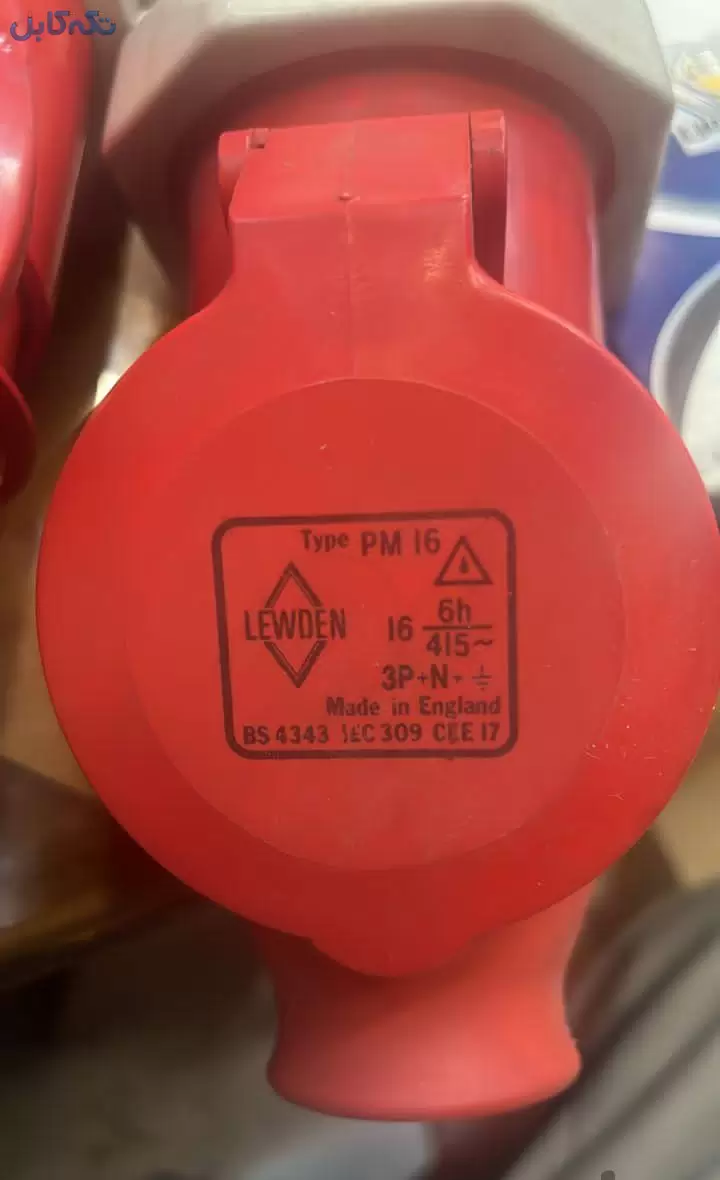 تکه کابل
Type PM 16
LEWDEN
16 6h/415~
3P+N+⏚
Made in England
BS 4343 IEC 309 CEE 17